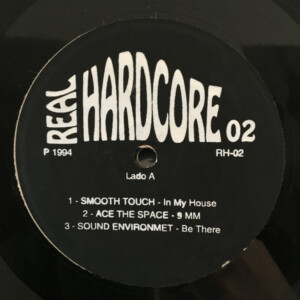 REAL HARDCORE 02
P 1994
RH-02
Lado A
1 - SMOOTH TOUCH - In My House
2 - ACE THE SPACE - 9 MM
3 - SOUND ENVIRONMET - Be There